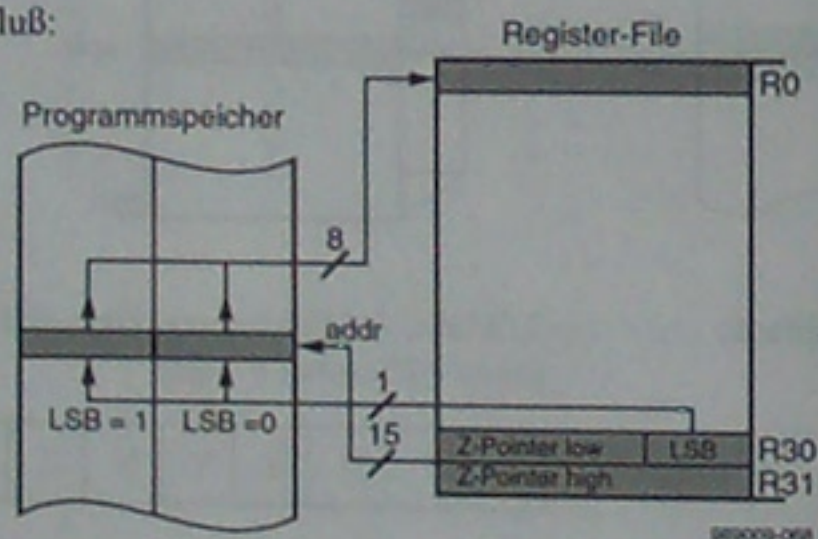 luß:
Register-File
R0
Programmspeicher
8
addr
1
LSB = 1 LSB =0
15
Z-Pointer low LSB R30
Z-Pointer high R31